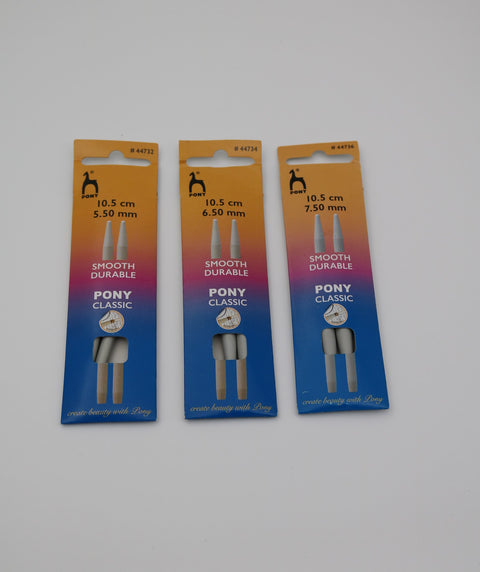 # 44732
PONY
10.5 cm
5.50 mm
SMOOTH
DURABLE
PONY
CLASSIC
create beauty with Pony
# 44734
PONY
10.5 cm
6.50 mm
SMOOTH
DURABLE
PONY
CLASSIC
create beauty with Pony
# 44736
PONY
10.5 cm
7.50 mm
SMOOTH
DURABLE
PONY
CLASSIC
create beauty with Pony